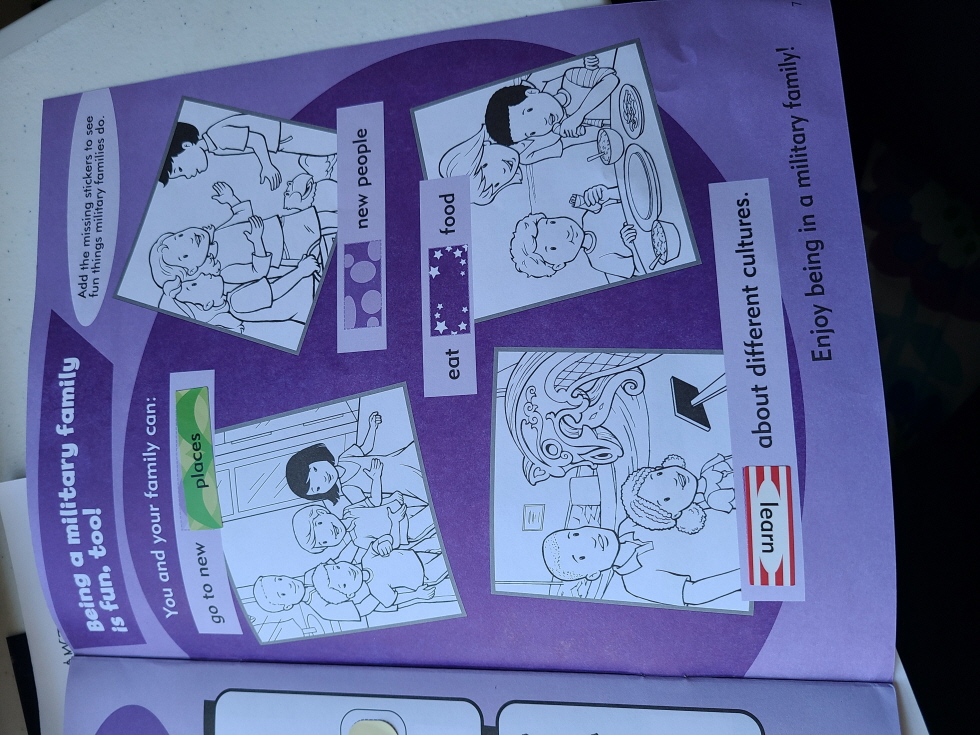 Being a military family
is fun, too!
Add the missing stickers to see
fun things military families do.
You and your family can:
go to new places
new people
eat food
learn about different cultures.
Enjoy being in a military family!
7